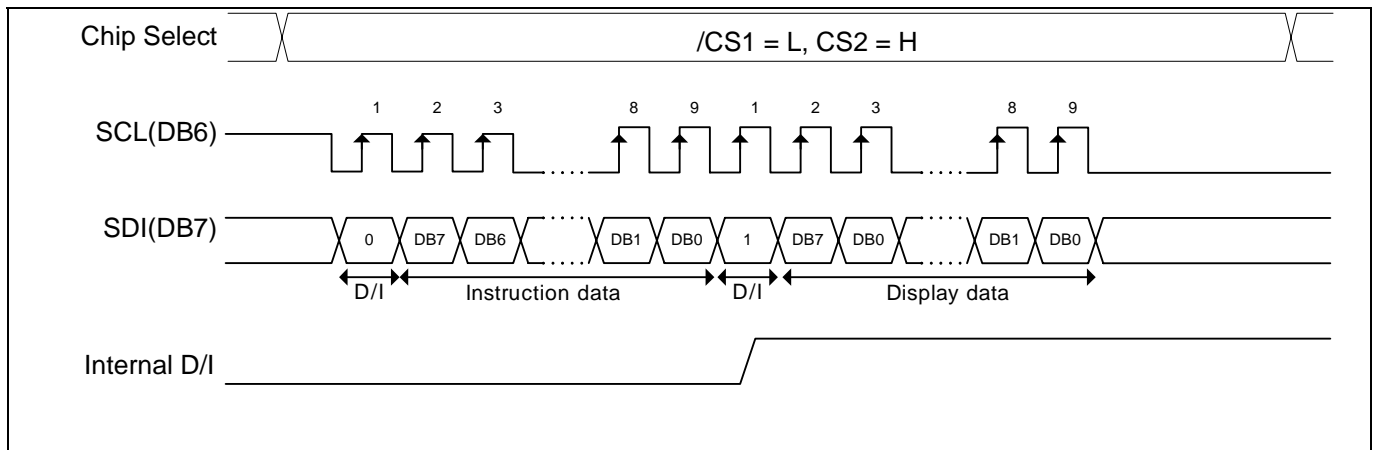 Chip Select /CS1 = L, CS2 = H
1 2 3 8 9 1 2 3 8 9
SCL(DB6)
SDI(DB7) 0 DB7 DB6 DB1 DB0 1 DB7 DB0 DB1 DB0
D/I Instruction data D/I Display data
Internal D/I